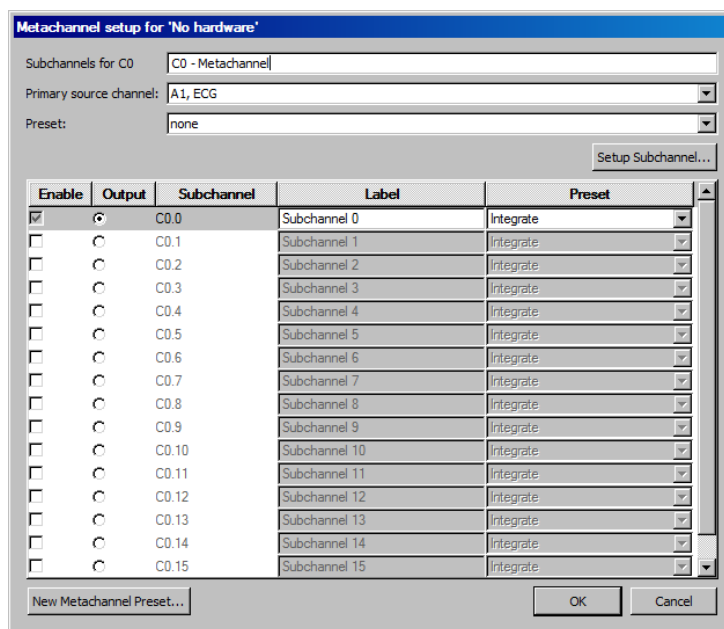 Metachannel setup for 'No hardware'
Subchannels for C0 C0 - Metachannel
Primary source channel: A1, ECG
Preset: none
Setup Subchannel...
Enable Output Subchannel Label Preset
C0.0 Subchannel 0 Integrate
C0.1 Subchannel 1 Integrate
C0.2 Subchannel 2 Integrate
C0.3 Subchannel 3 Integrate
C0.4 Subchannel 4 Integrate
C0.5 Subchannel 5 Integrate
C0.6 Subchannel 6 Integrate
C0.7 Subchannel 7 Integrate
C0.8 Subchannel 8 Integrate
C0.9 Subchannel 9 Integrate
C0.10 Subchannel 10 Integrate
C0.11 Subchannel 11 Integrate
C0.12 Subchannel 12 Integrate
C0.13 Subchannel 13 Integrate
C0.14 Subchannel 14 Integrate
C0.15 Subchannel 15 Integrate
New Metachannel Preset... OK Cancel